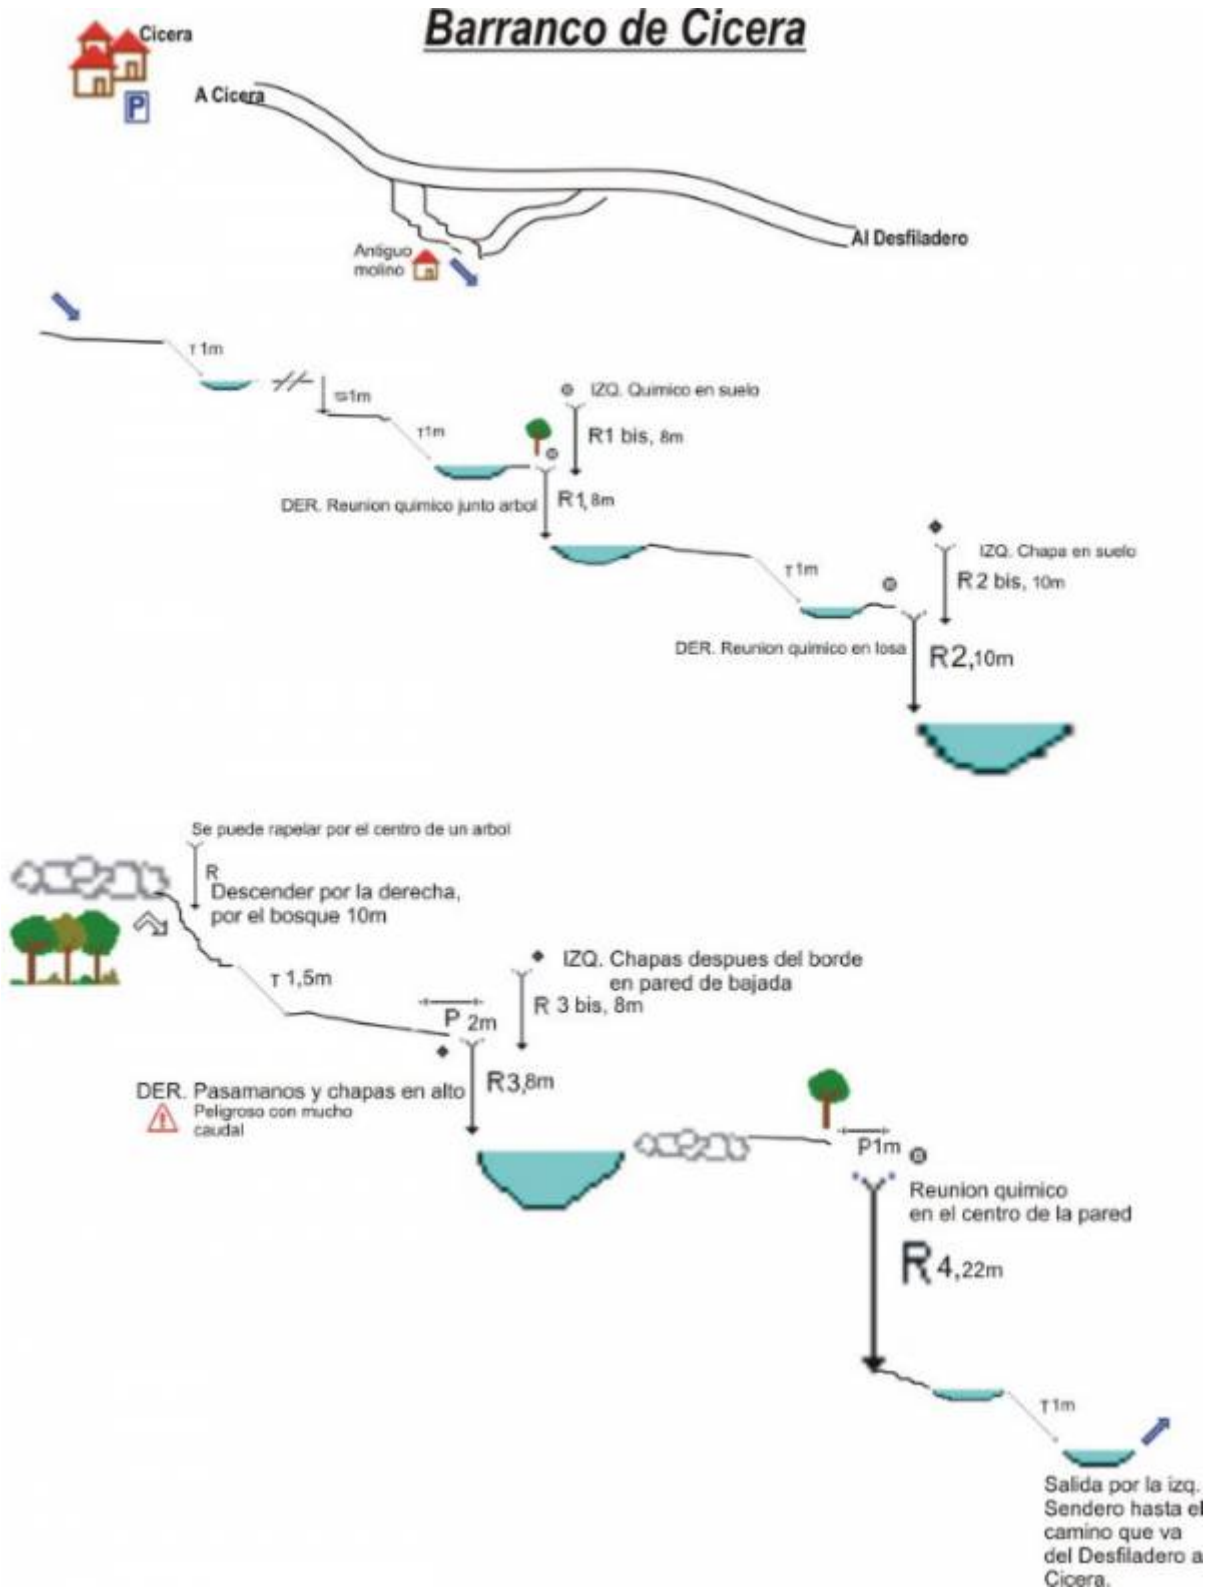 Barranco de Cicera
Cicera
P
A Cicera
Al Desfiladero
Antiguo
molino
T 1m
1m
T 1m
IZQ. Quimico en suelo
R1 bis, 8m
DER. Reunion quimico junto arbol
R1,8m
T 1m
IZQ. Chapa en suelo
R 2 bis, 10m
DER. Reunion quimico en losa
R2,10m
Se puede rapelar por el centro de un arbol
R
Descender por la derecha,
por el bosque 10m
T 1,5m
IZQ. Chapas despues del borde
en pared de bajada
P 2m
R 3 bis, 8m
DER. Pasamanos y chapas en alto
Peligroso con mucho
caudal
R3,8m
P1m
Reunion quimico
en el centro de la pared
R 4,22m
T 1m
Salida por la izq.
Sendero hasta el
camino que va
del Desfiladero a
Cicera.